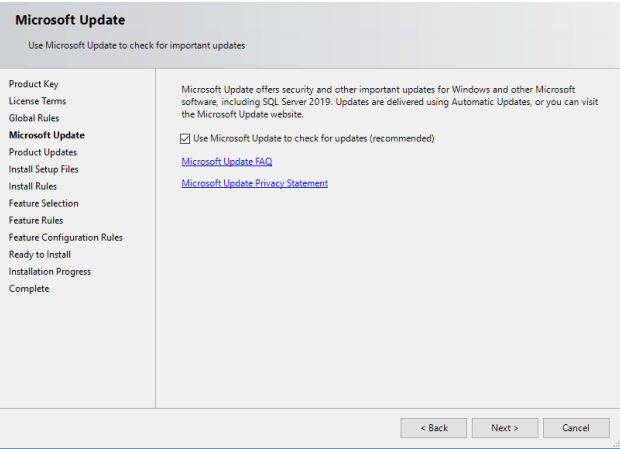 Microsoft Update
Use Microsoft Update to check for important updates
Product Key
License Terms
Global Rules
Microsoft Update
Product Updates
Install Setup Files
Install Rules
Feature Selection
Feature Rules
Feature Configuration Rules
Ready to Install
Installation Progress
Complete
Microsoft Update offers security and other important updates for Windows and other Microsoft
software, including SQL Server 2019. Updates are delivered using Automatic Updates, or you can visit
the Microsoft Update website.
Use Microsoft Update to check for updates (recommended)
Microsoft Update FAQ
Microsoft Update Privacy Statement
< Back
Next >
Cancel